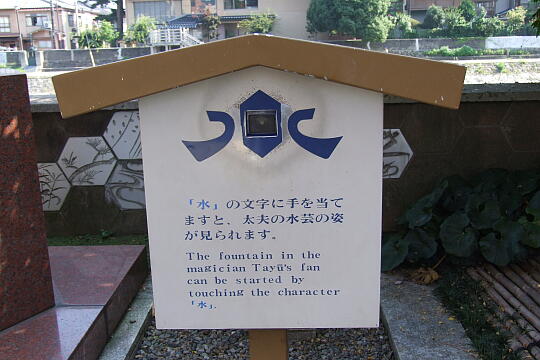 「水」の文字に手を当て
ますと、太夫の水芸の姿
が見られます。
The fountain in the
magician Tayū's fan
can be started by
touching the character
「水」.